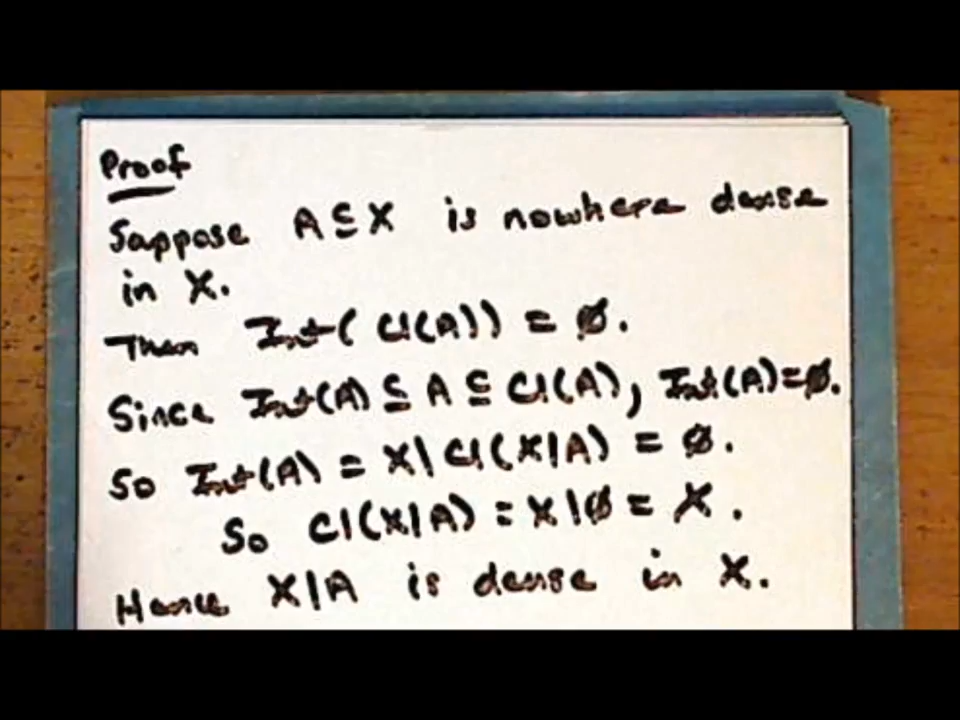 Proof
Suppose A ⊆ X is nowhere dense
in X.
Then Int(Cl(A)) = ∅.
Since Int(A) ⊆ A ⊆ Cl(A), Int(A)=∅.
So Int(A) = X|Cl(X|A) = ∅.
So Cl(X|A) = X|∅ = X.
Hence X|A is dense in X.